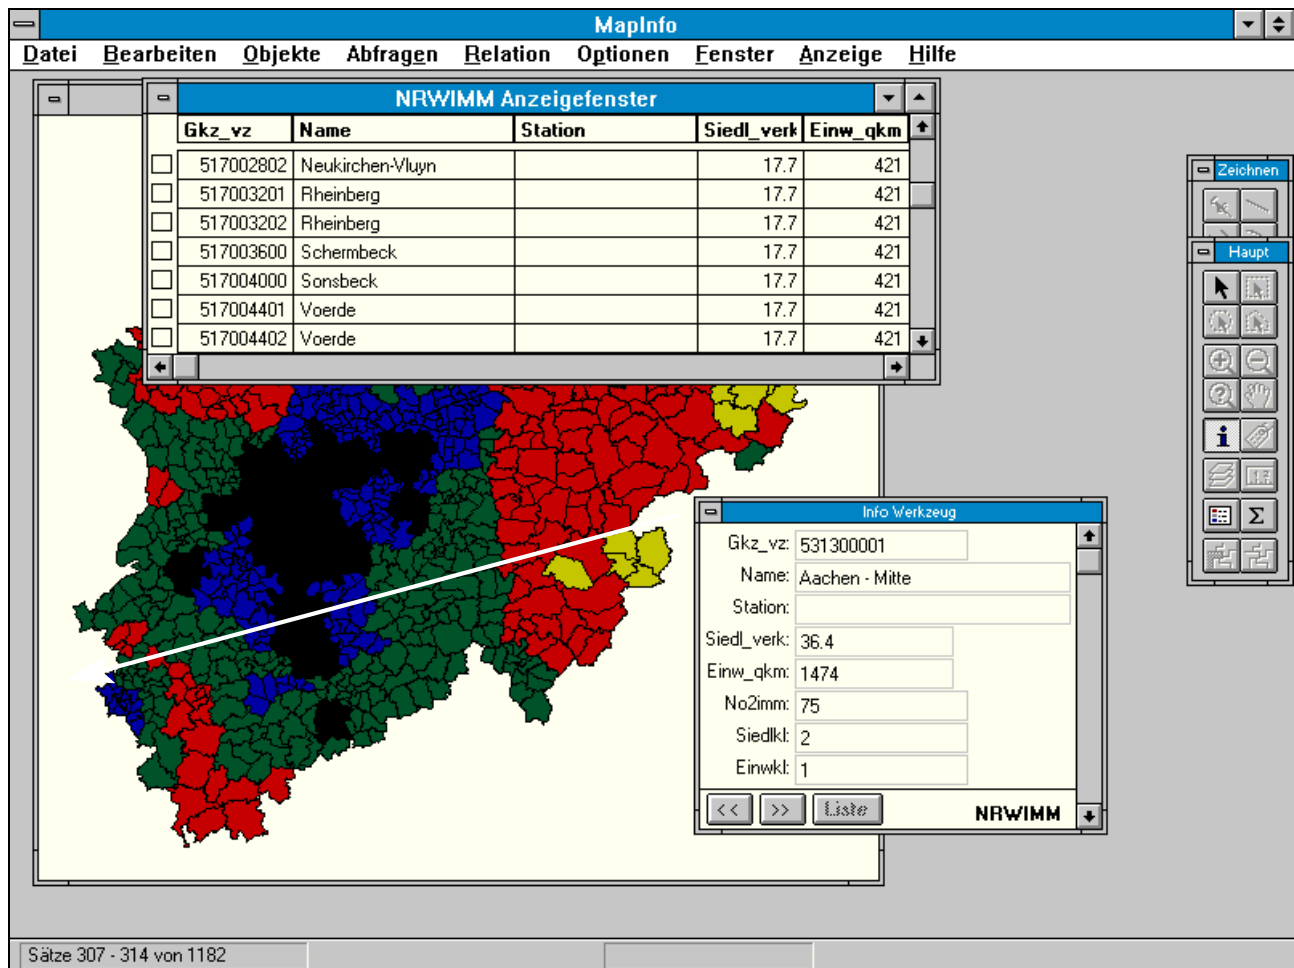 MapInfo
Datei Bearbeiten Objekte Abfragen Relation Optionen Fenster Anzeige Hilfe
NRWIMM Anzeigefenster
Gkz_vz Name Station Siedl_verk Einw_qkm
517002802 Neukirchen-Vluyn 17.7 421
517003201 Rheinberg 17.7 421
517003202 Rheinberg 17.7 421
517003600 Schermbeck 17.7 421
517004000 Sonsbeck 17.7 421
517004401 Voerde 17.7 421
517004402 Voerde 17.7 421
Zeichnen
Haupt
Info Werkzeug
Gkz_vz: 531300001
Name: Aachen - Mitte
Station:
Siedl_verk: 36.4
Einw_qkm: 1474
No2imm: 75
Siedlkl: 2
Einwkl: 1
<< >> Liste NRWIMM
Sätze 307 - 314 von 1182